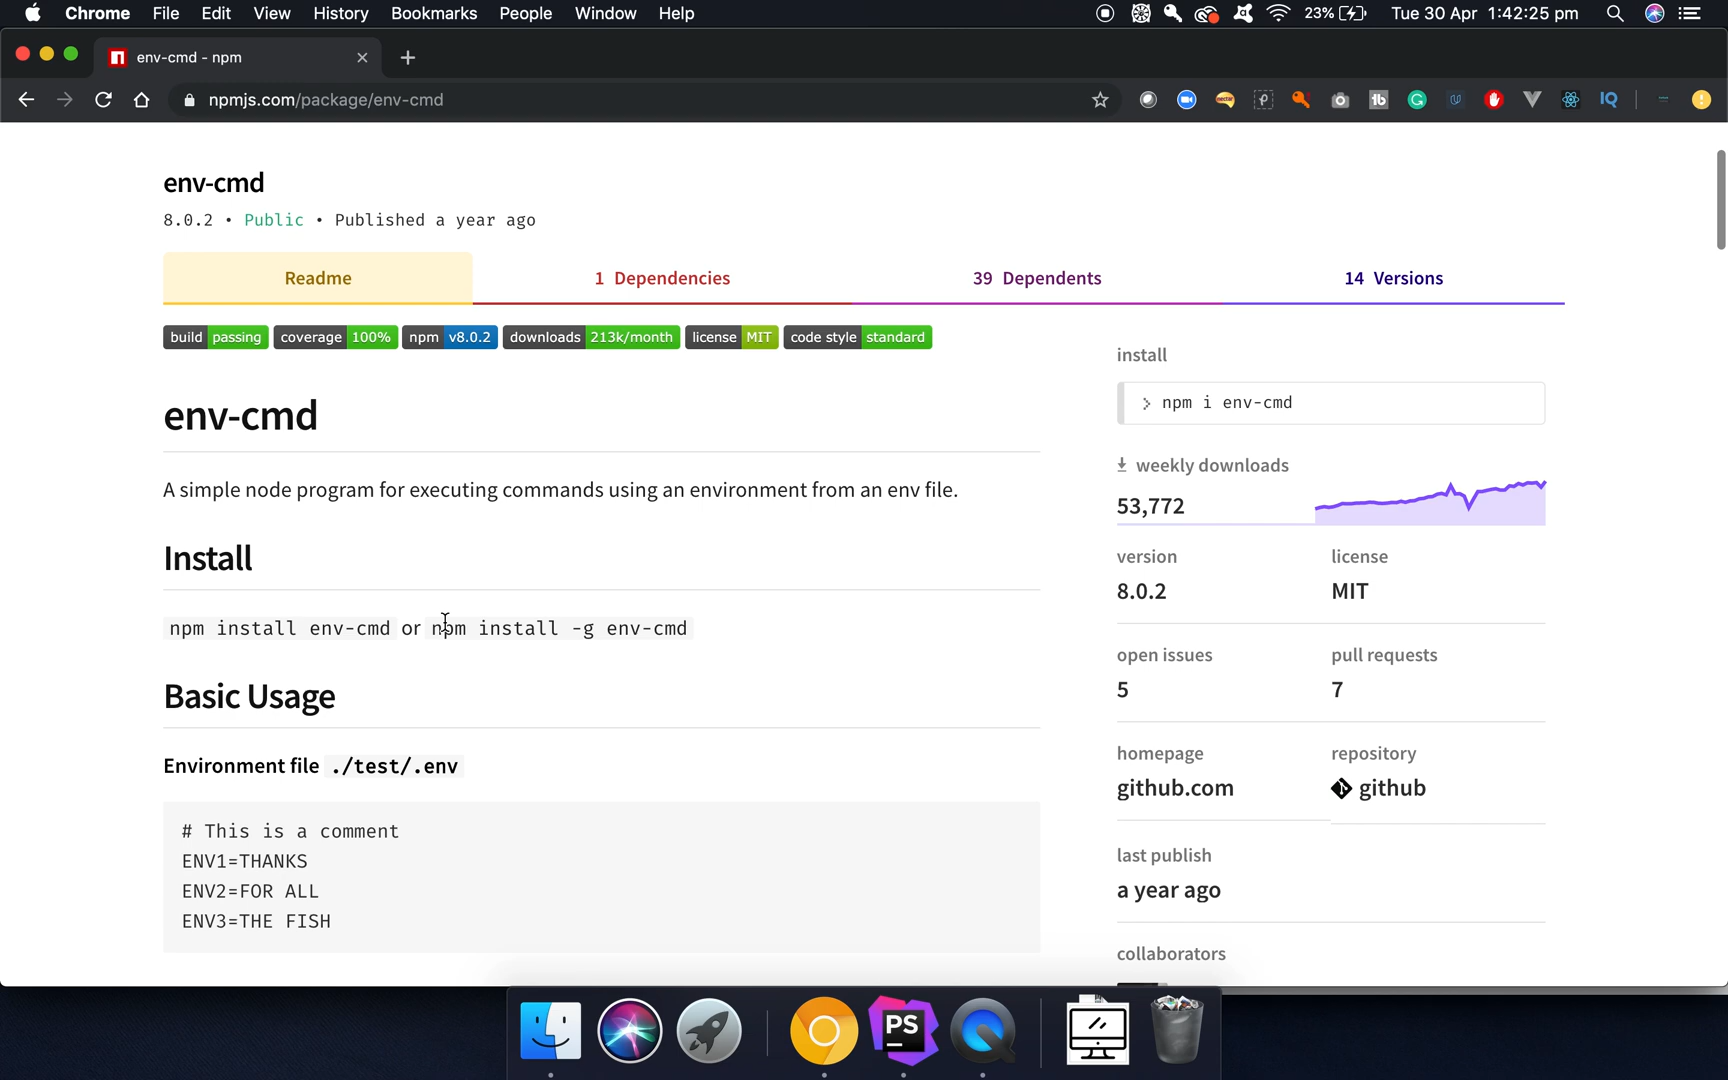 Chrome File Edit View History Bookmarks People Window Help 23% Tue 30 Apr 1:42:25 pm
env-cmd - npm
npmjs.com/package/env-cmd
env-cmd
8.0.2 • Public • Published a year ago
Readme 1 Dependencies 39 Dependents 14 Versions
build passing coverage 100% npm v8.0.2 downloads 213k/month license MIT code style standard
install
> npm i env-cmd
env-cmd
weekly downloads
53,772
A simple node program for executing commands using an environment from an env file.
version license
8.0.2 MIT
Install
npm install env-cmd or npm install -g env-cmd
open issues pull requests
5 7
Basic Usage
homepage repository
github.com github
Environment file ./test/.env
# This is a comment
ENV1=THANKS
ENV2=FOR ALL
ENV3=THE FISH
last publish
a year ago
collaborators
PS